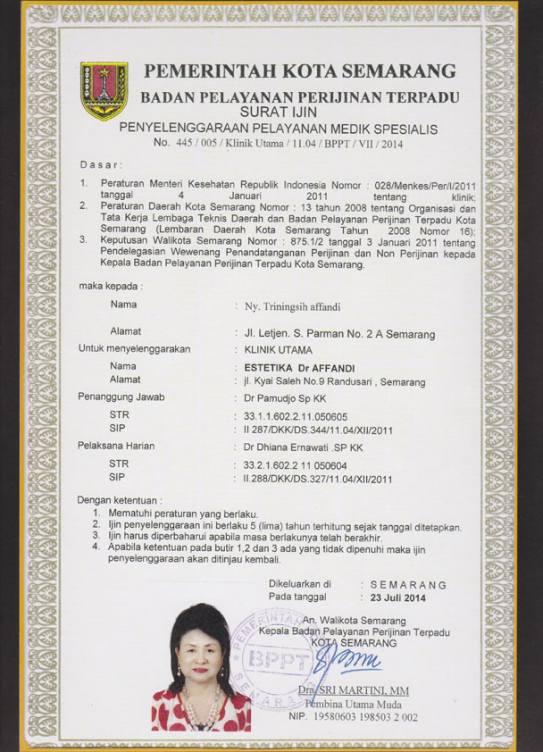 PEMERINTAH KOTA SEMARANG
BADAN PELAYANAN PERIJINAN TERPADU
SURAT IJIN
PENYELENGGARAAN PELAYANAN MEDIK SPESIALIS
No. 445 / 005 / Klinik Utama / 11.04 / BPPT / VII / 2014
Dasar:
1. Peraturan Menteri Kesehatan Republik Indonesia Nomor : 028/Menkes/Per/I/2011
tanggal 4 Januari 2011 tentang klinik;
2. Peraturan Daerah Kota Semarang Nomor : 13 tahun 2008 tentang Organisasi dan
Tata Kerja Lembaga Teknis Daerah dan Badan Pelayanan Perijinan Terpadu Kota
Semarang (Lembaran Daerah Kota Semarang Tahun 2008 Nomor 16);
3. Keputusan Walikota Semarang Nomor : 875.1/2 tanggal 3 Januari 2011 tentang
Pendelegasian Wewenang Penandatanganan Perijinan dan Non Perijinan kepada
Kepala Badan Pelayanan Perijinan Terpadu Kota Semarang.
maka kepada :
Nama : Ny. Triningsih affandi
Alamat : Jl. Letjen. S. Parman No. 2 A Semarang
Untuk menyelenggarakan : KLINIK UTAMA
Nama : ESTETIKA Dr AFFANDI
Alamat : jl. Kyai Saleh No.9 Randusari , Semarang
Penanggung Jawab : Dr Pamudjo Sp KK
STR : 33.1.1.602.2.11.050605
SIP : II 287/DKK/DS.344/11.04/XII/2011
Pelaksana Harian : Dr Dhiana Ernawati .SP KK
STR : 33.2.1.602.2 11 050604
SIP : II.288/DKK/DS.327/11.04/XII/2011
Dengan ketentuan :
1. Mematuhi peraturan yang berlaku.
2. Ijin penyelenggaraan ini berlaku 5 (lima) tahun terhitung sejak tanggal ditetapkan.
3. Ijin harus diperbaharui apabila masa berlakunya telah berakhir.
4. Apabila ketentuan pada butir 1,2 dan 3 ada yang tidak dipenuhi maka ijin
penyelenggaraan akan ditinjau kembali.
Dikeluarkan di : SEMARANG
Pada tanggal : 23 Juli 2014
An. Walikota Semarang
Kepala Badan Pelayanan Perijinan Terpadu
KOTA SEMARANG
PEMERINTAH
BPPT
SEMARANG
Dra. SRI MARTINI, MM
Pembina Utama Muda
NIP. 19580603 198503 2 002